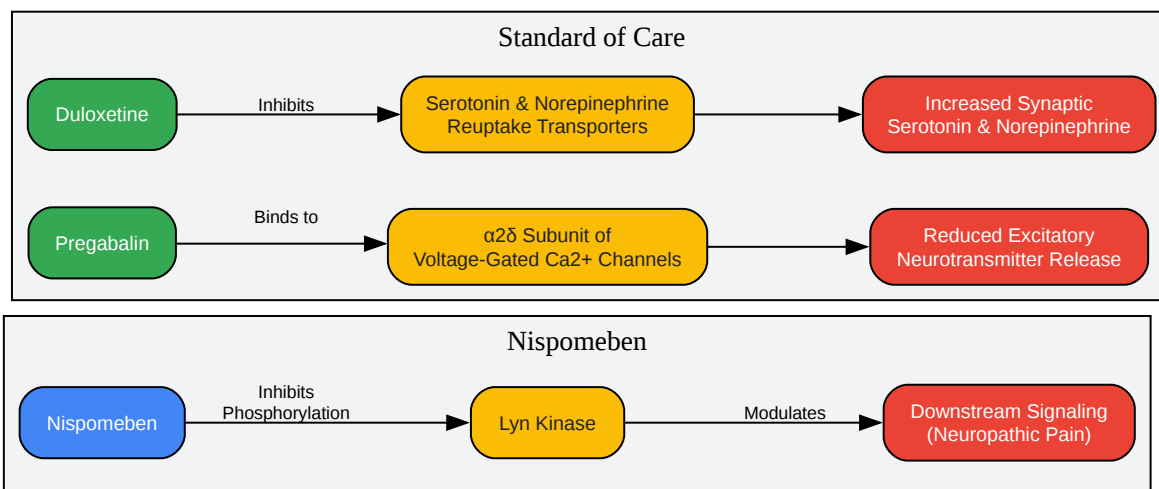 Standard of Care
Duloxetine
Inhibits
Serotonin & Norepinephrine
Reuptake Transporters
Increased Synaptic
Serotonin & Norepinephrine
Pregabalin
Binds to
α2δ Subunit of
Voltage-Gated Ca2+ Channels
Reduced Excitatory
Neurotransmitter Release
Nispomeben
Nispomeben
Inhibits
Phosphorylation
Lyn Kinase
Modulates
Downstream Signaling
(Neuropathic Pain)